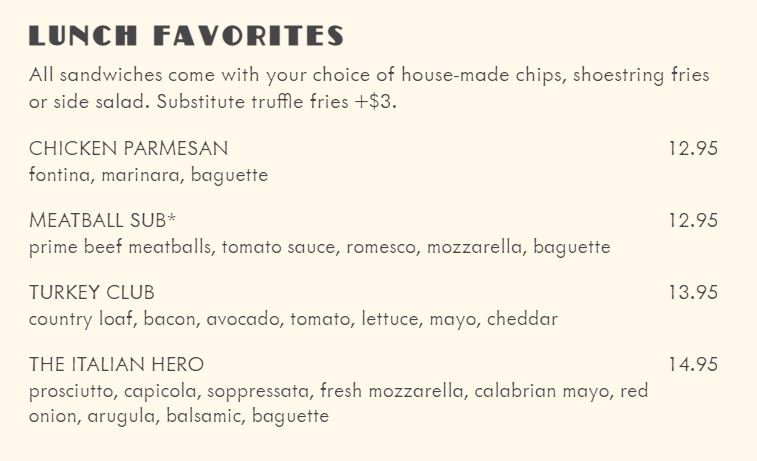 LUNCH FAVORITES
All sandwiches come with your choice of house-made chips, shoestring fries
or side salad. Substitute truffle fries +$3.
CHICKEN PARMESAN 12.95
fontina, marinara, baguette
MEATBALL SUB* 12.95
prime beef meatballs, tomato sauce, romesco, mozzarella, baguette
TURKEY CLUB 13.95
country loaf, bacon, avocado, tomato, lettuce, mayo, cheddar
THE ITALIAN HERO 14.95
prosciutto, capicola, soppressata, fresh mozzarella, calabrian mayo, red
onion, arugula, balsamic, baguette